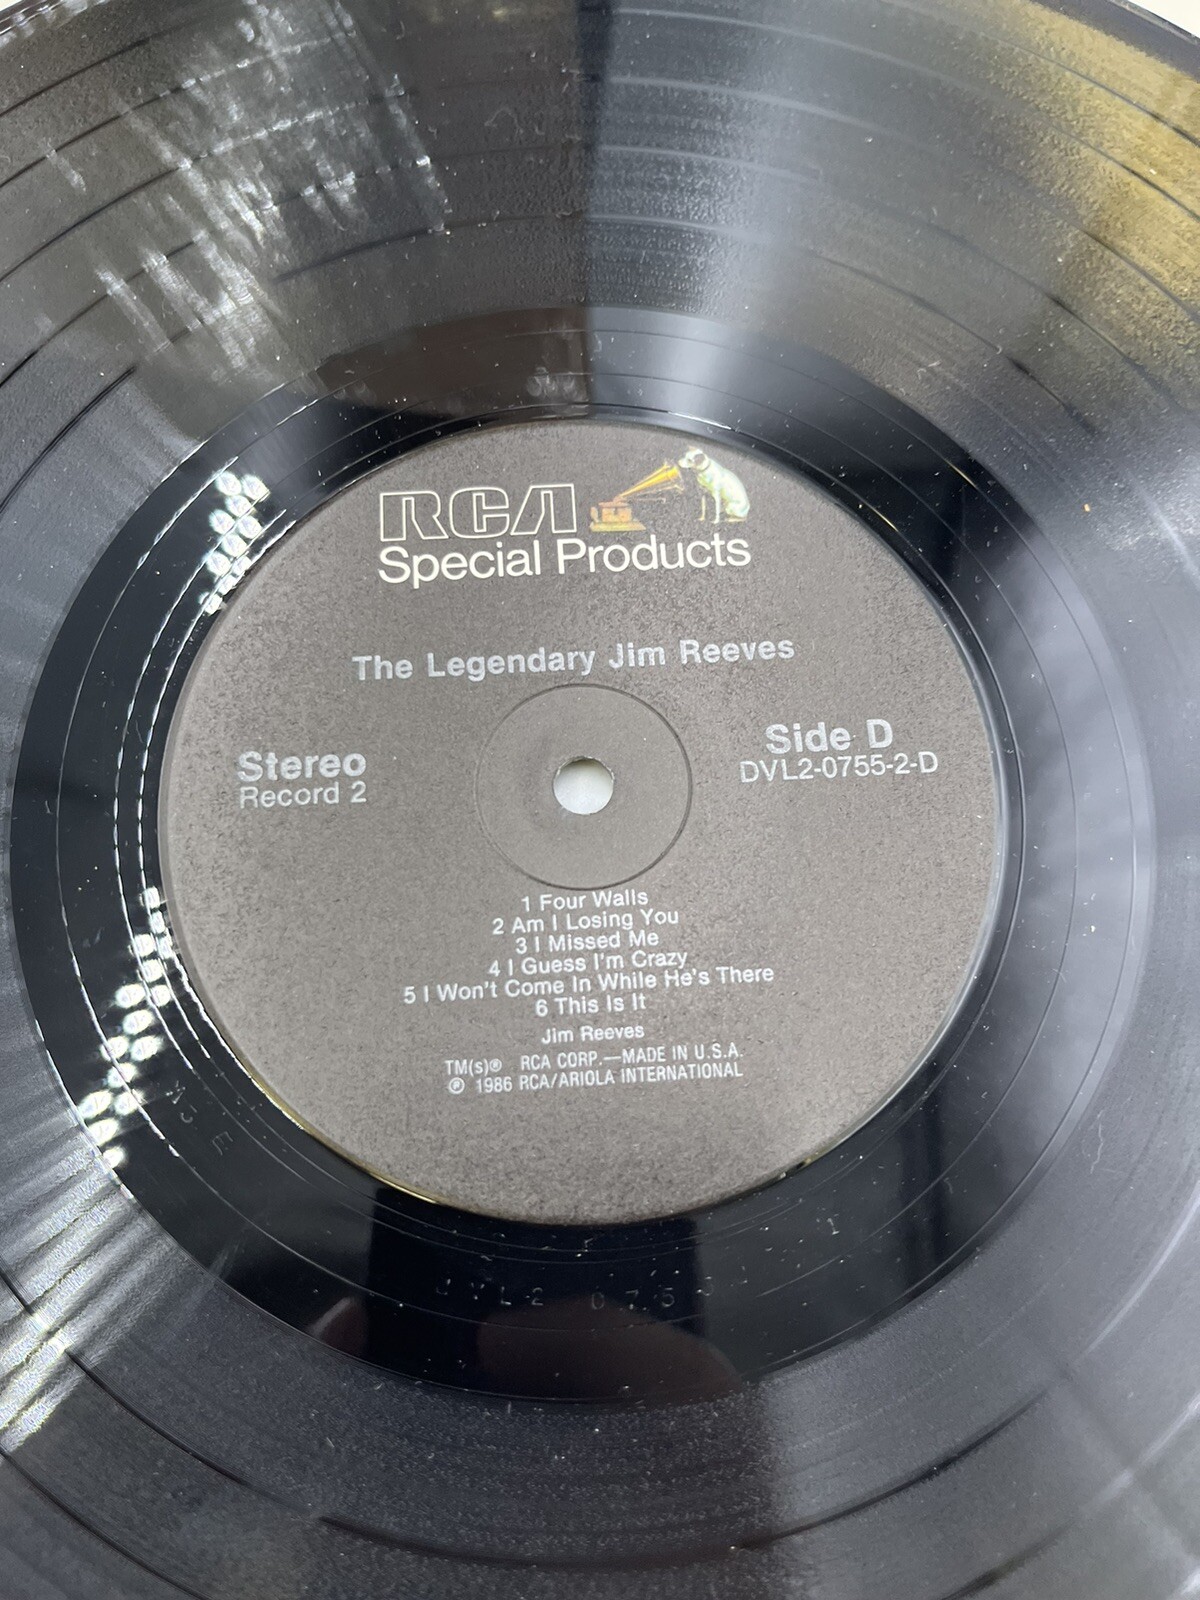 RCA
Special Products
The Legendary Jim Reeves
Stereo
Record 2
Side D
DVL2-0755-2-D
1 Four Walls
2 Am I Losing You
3 I Missed Me
4 I Guess I'm Crazy
5 I Won't Come In While He's There
6 This Is It
Jim Reeves
TM(s)® RCA CORP.—MADE IN U.S.A.
℗ 1986 RCA/ARIOLA INTERNATIONAL